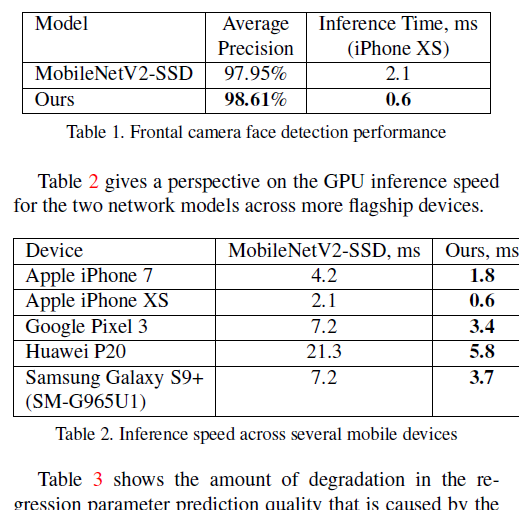 Model Average Inference Time, ms
Precision (iPhone XS)
MobileNetV2-SSD 97.95% 2.1
Ours 98.61% 0.6
Table 1. Frontal camera face detection performance
Table 2 gives a perspective on the GPU inference speed
for the two network models across more flagship devices.
Device MobileNetV2-SSD, ms Ours, ms
Apple iPhone 7 4.2 1.8
Apple iPhone XS 2.1 0.6
Google Pixel 3 7.2 3.4
Huawei P20 21.3 5.8
Samsung Galaxy S9+ 7.2 3.7
(SM-G965U1)
Table 2. Inference speed across several mobile devices
Table 3 shows the amount of degradation in the re-
gression parameter prediction quality that is caused by the